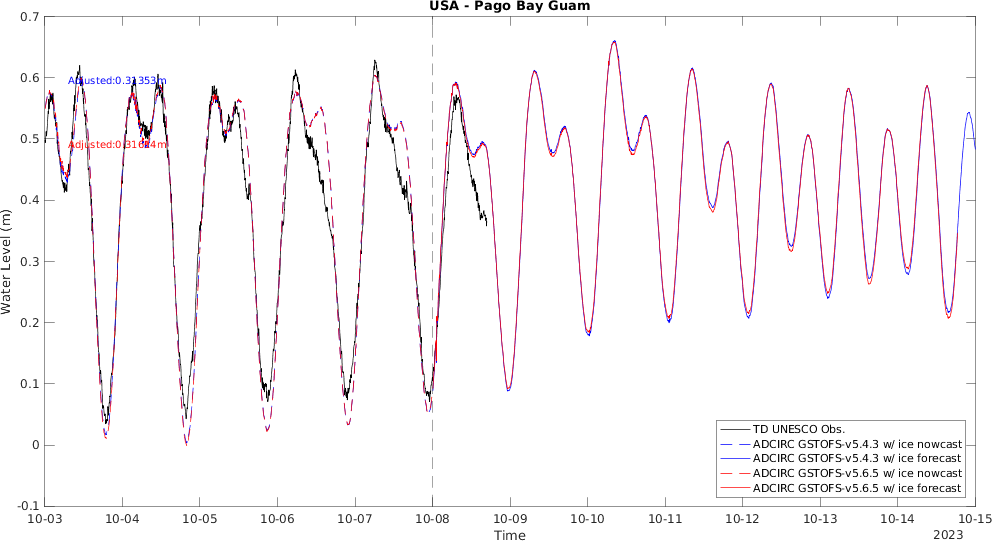 USA - Pago Bay Guam
0.7
0.6
0.5
0.4
0.3
0.2
0.1
0
-0.1
Water Level (m)
Adjusted:0.31353m
Adjusted:0.31624m
TD UNESCO Obs.
ADCIRC GSTOFS-v5.4.3 w/ ice nowcast
ADCIRC GSTOFS-v5.4.3 w/ ice forecast
ADCIRC GSTOFS-v5.6.5 w/ ice nowcast
ADCIRC GSTOFS-v5.6.5 w/ ice forecast
10-03 10-04 10-05 10-06 10-07 10-08 10-09 10-10 10-11 10-12 10-13 10-14 10-15
Time
2023